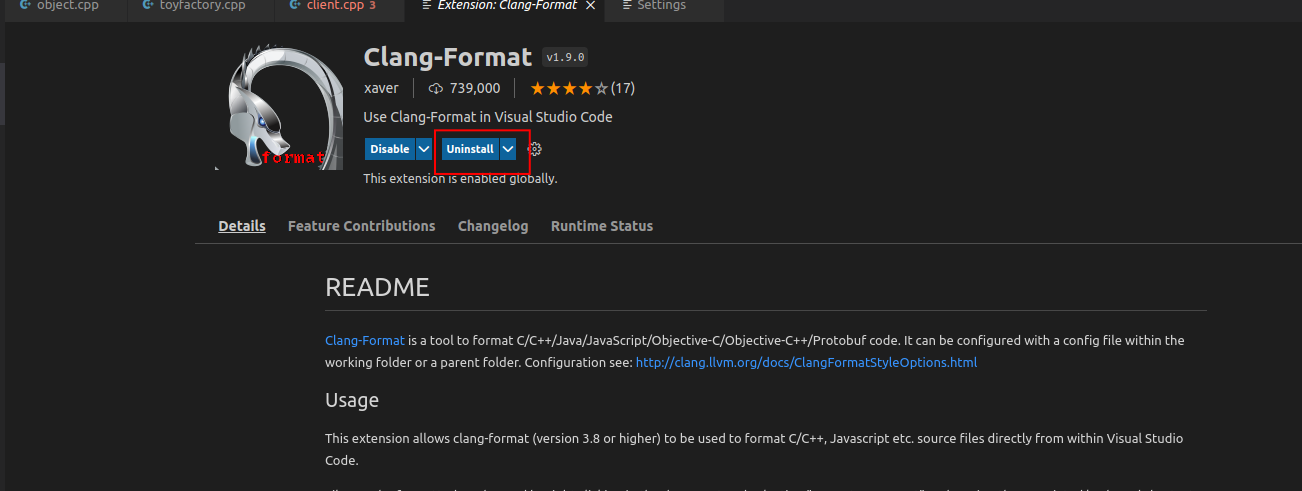 object.cpp toyfactory.cpp client.cpp 3 Extension: Clang-Format Settings
Clang-Format v1.9.0
xaver 739,000 (17)
Use Clang-Format in Visual Studio Code
Disable Uninstall
format
This extension is enabled globally.
Details Feature Contributions Changelog Runtime Status
README
Clang-Format is a tool to format C/C++/Java/JavaScript/Objective-C/Objective-C++/Protobuf code. It can be configured with a config file within the
working folder or a parent folder. Configuration see: http://clang.llvm.org/docs/ClangFormatStyleOptions.html
Usage
This extension allows clang-format (version 3.8 or higher) to be used to format C/C++, Javascript etc. source files directly from within Visual Studio
Code.